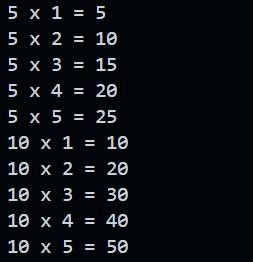 5 x 1 = 5
5 x 2 = 10
5 x 3 = 15
5 x 4 = 20
5 x 5 = 25
10 x 1 = 10
10 x 2 = 20
10 x 3 = 30
10 x 4 = 40
10 x 5 = 50